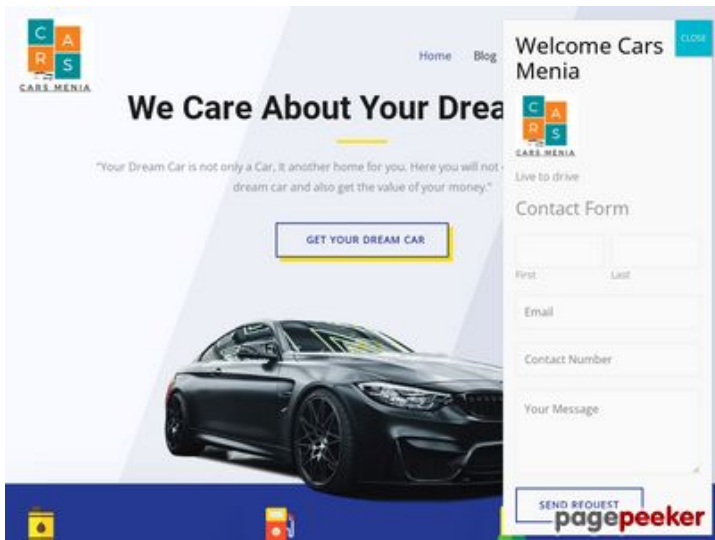 C A
R S
CARS MENIA
Home Blog
We Care About Your Drea
"Your Dream Car is not only a Car, it another home for you. Here you will not
dream car and also get the value of your money."
GET YOUR DREAM CAR
CLOSE
Welcome Cars
Menia
C A
R S
CARS MENIA
Live to drive
Contact Form
First Last
Email
Contact Number
Your Message
SEND REQUEST
pagepeeker